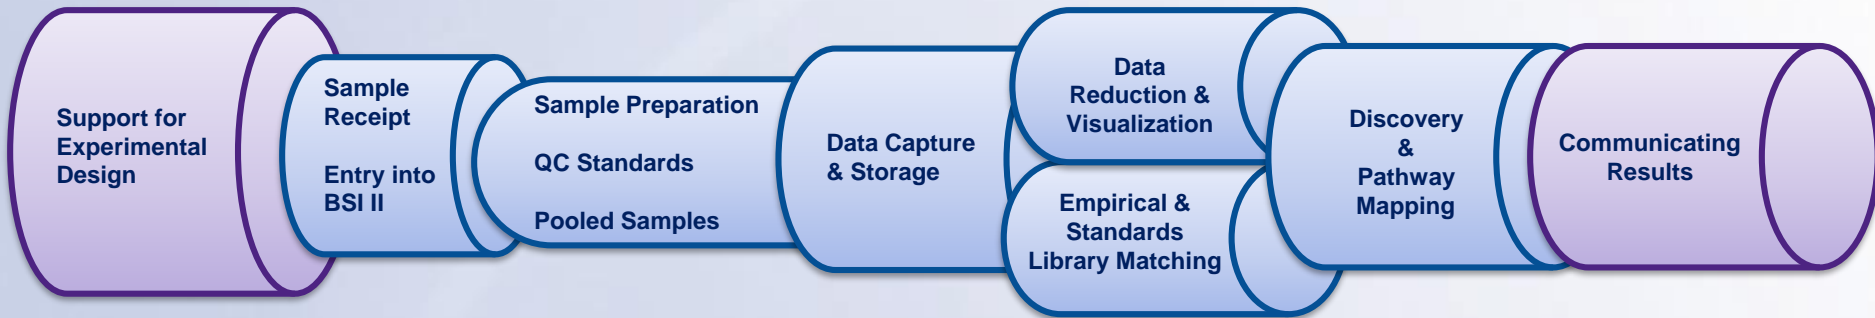 Support for
Experimental
Design
Sample
Receipt
Entry into
BSI II
Sample Preparation
QC Standards
Pooled Samples
Data Capture
& Storage
Data
Reduction &
Visualization
Empirical &
Standards
Library Matching
Discovery
&
Pathway
Mapping
Communicating
Results